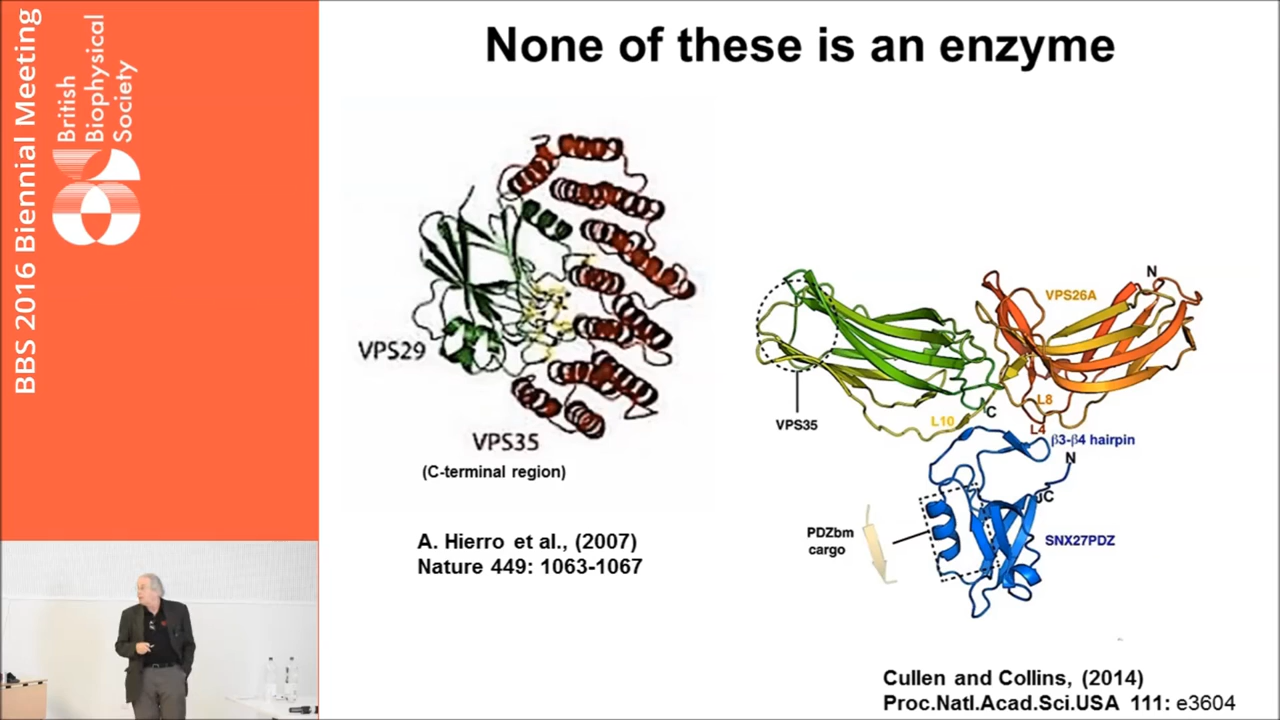 BBS 2016 Biennial Meeting
British
Biophysical
Society
None of these is an enzyme
VPS29
VPS35
(C-terminal region)
A. Hierro et al., (2007)
Nature 449: 1063-1067
N
VPS26A
VPS35
L10
C
L8
L4
β3-β4 hairpin
N
C
PDZbm
cargo
SNX27PDZ
Cullen and Collins, (2014)
Proc.Natl.Acad.Sci.USA 111: e3604